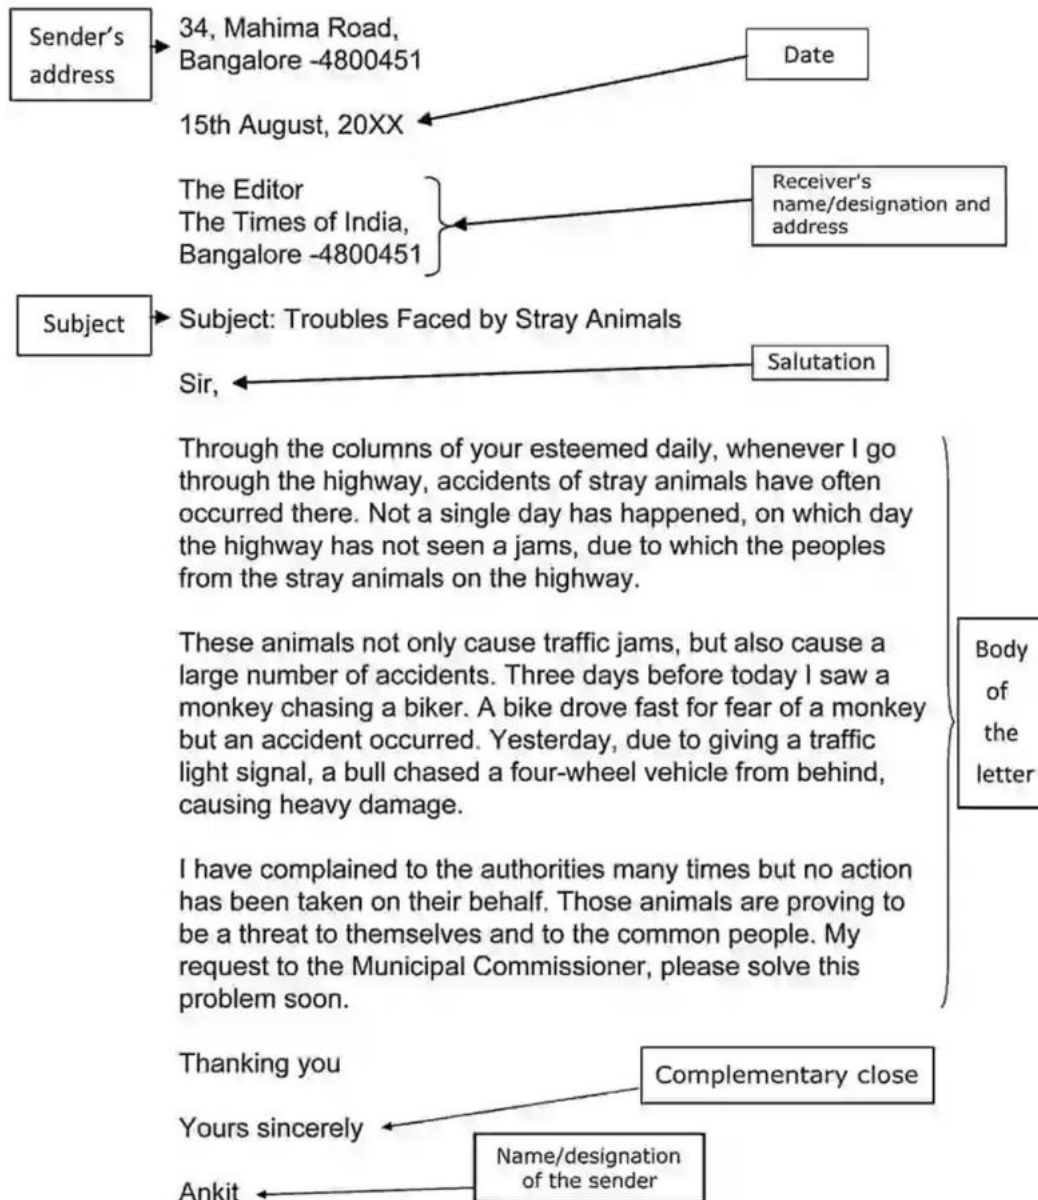 Sender's
address
34, Mahima Road,
Bangalore -4800451
Date
15th August, 20XX
The Editor
The Times of India,
Bangalore -4800451
Receiver's
name/designation and
address
Subject
Subject: Troubles Faced by Stray Animals
Salutation
Sir,
Through the columns of your esteemed daily, whenever I go
through the highway, accidents of stray animals have often
occurred there. Not a single day has happened, on which day
the highway has not seen a jams, due to which the peoples
from the stray animals on the highway.
These animals not only cause traffic jams, but also cause a
large number of accidents. Three days before today I saw a
monkey chasing a biker. A bike drove fast for fear of a monkey
but an accident occurred. Yesterday, due to giving a traffic
light signal, a bull chased a four-wheel vehicle from behind,
causing heavy damage.
Body
of
the
letter
I have complained to the authorities many times but no action
has been taken on their behalf. Those animals are proving to
be a threat to themselves and to the common people. My
request to the Municipal Commissioner, please solve this
problem soon.
Thanking you
Complementary close
Yours sincerely
Name/designation
of the sender
Ankit